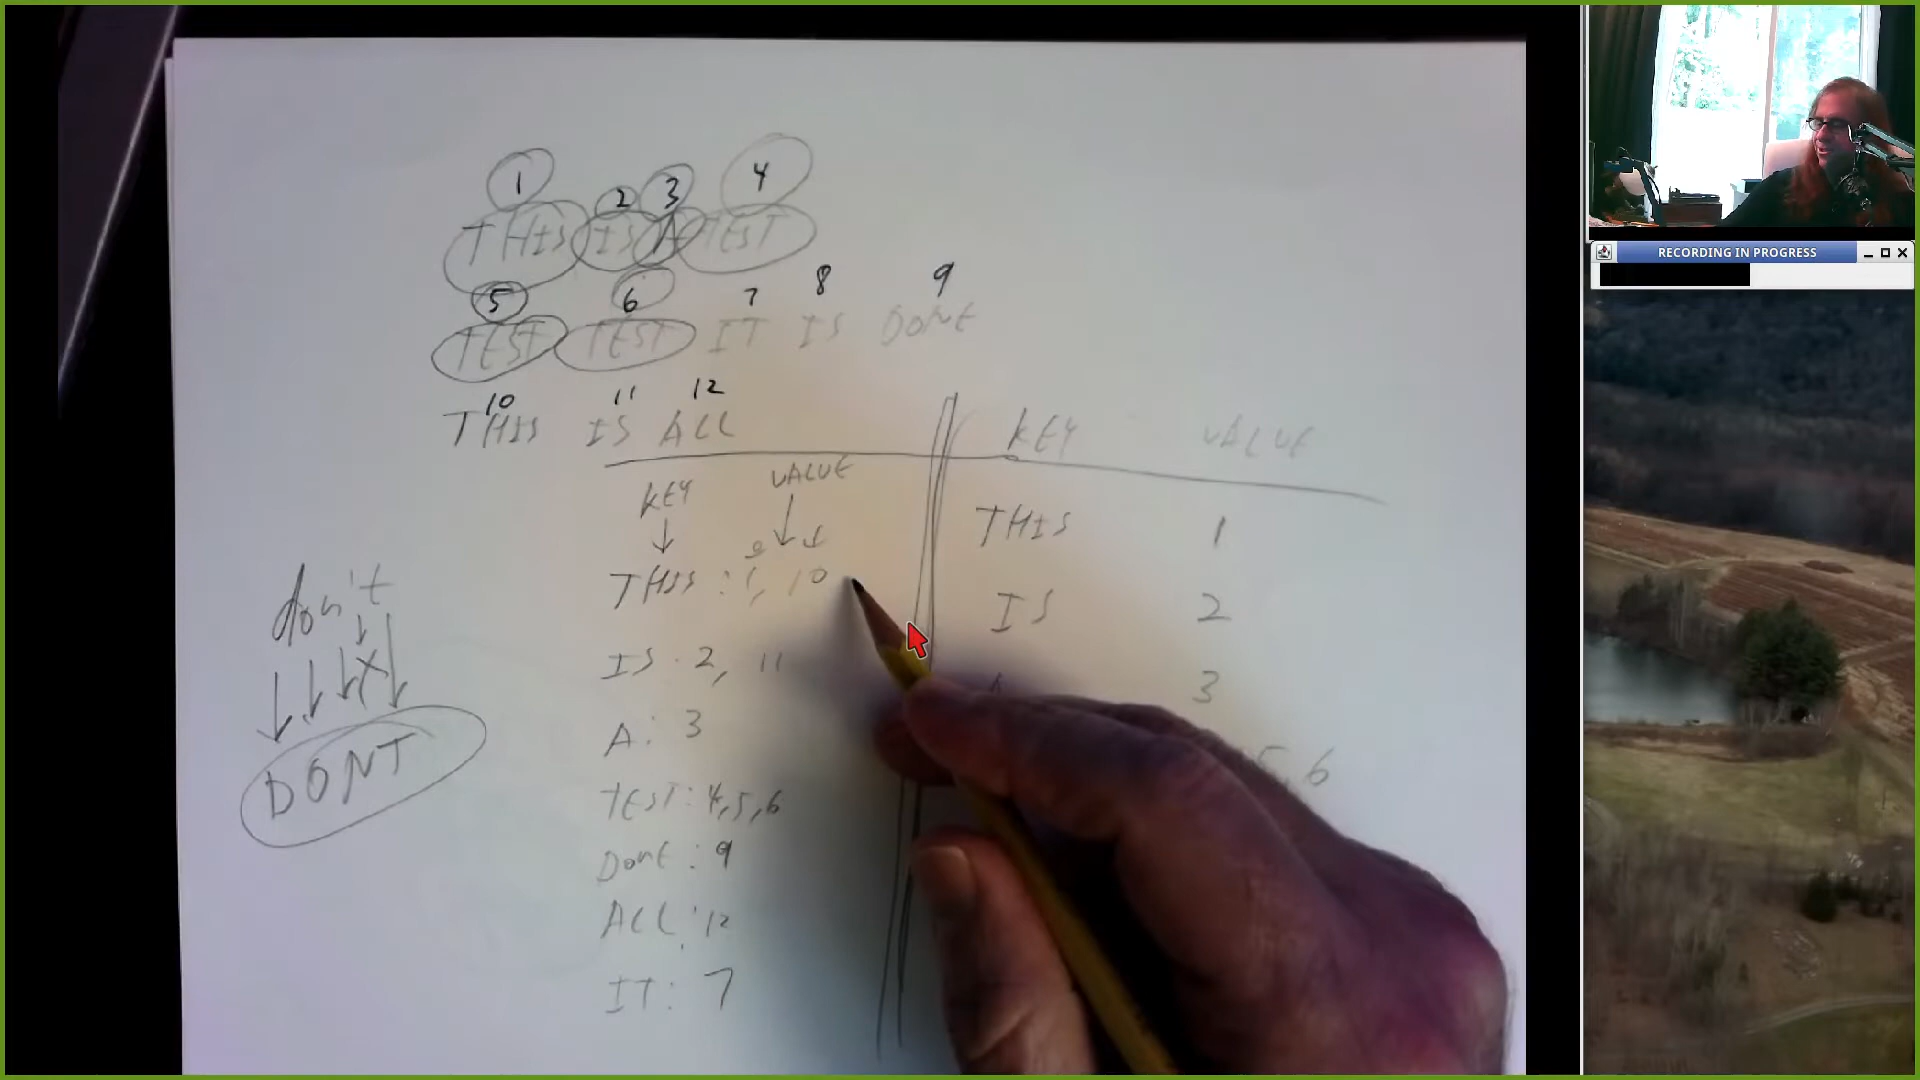 1 2 3 4
THIS IS A TEST
5 6 7 8 9
TEST TEST IT IS DONE
10 11 12
THIS IS ALL
KEY VALUE
THIS : 1, 10
IS : 2, 11
A : 3
TEST : 4, 5, 6
DONE : 9
ALL : 12
IT : 7
KEY VALUE
THIS 1
IS 2
3
5, 6
don't
DONT
RECORDING IN PROGRESS